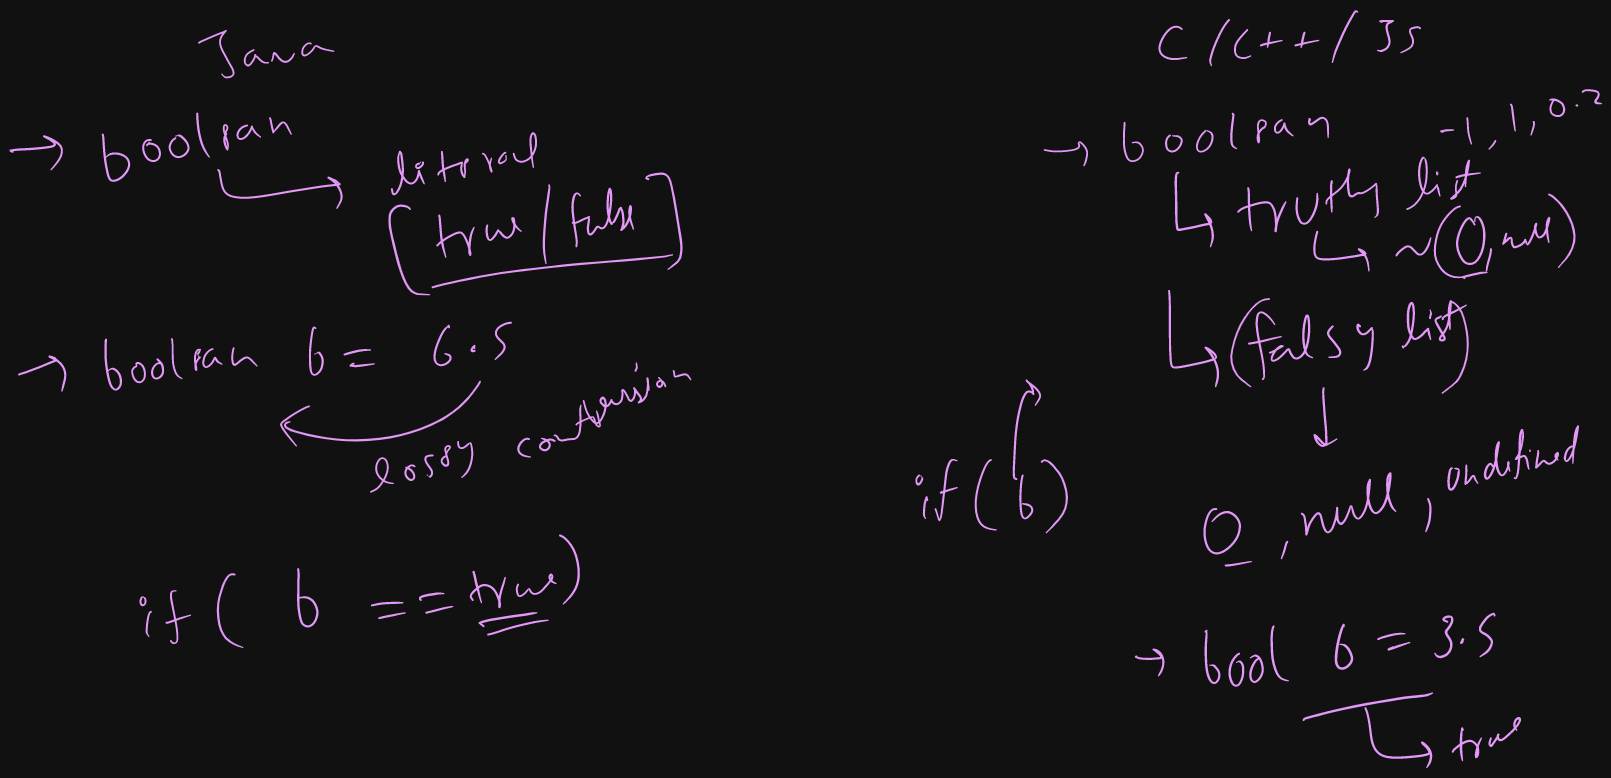 Java
→ boolean
literal
[true / false]
→ boolean b = 6.5
lossy conversion
if ( b == true )
C / C++ / JS
→ boolean
-1, 1, 0.2
truthy list
→ ~(0, null)
(falsy list)
if ( b )
0, null, undefined
→ bool b = 3.5
→ true